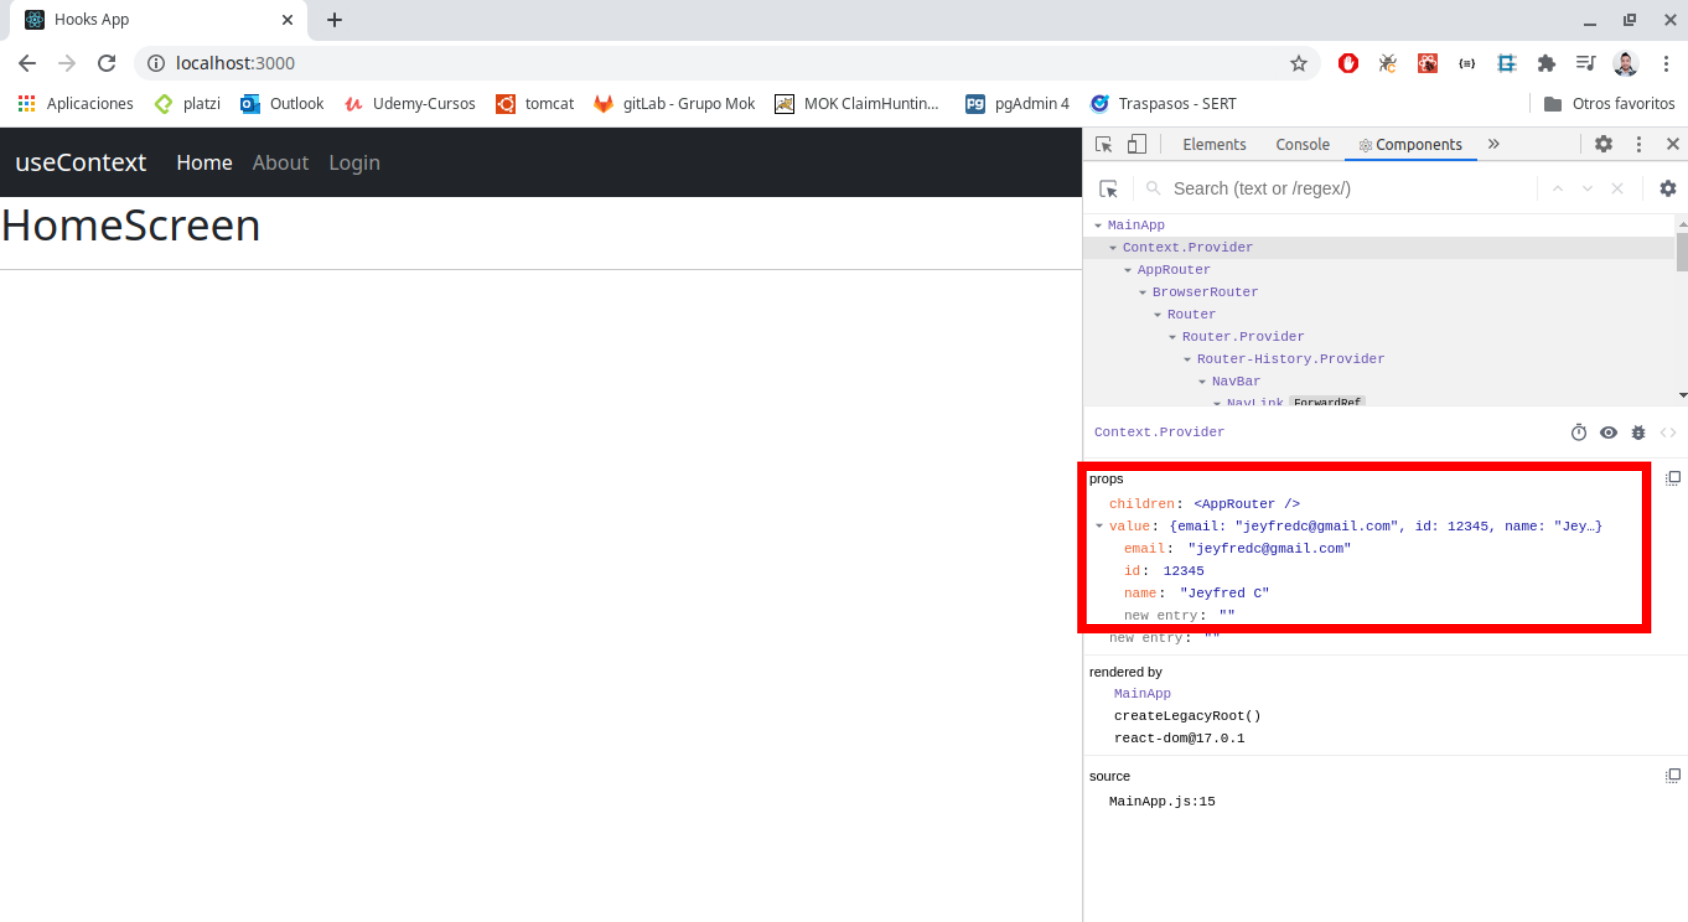 Hooks App
localhost:3000
Aplicaciones platzi Outlook Udemy-Cursos tomcat gitLab - Grupo Mok MOK ClaimHuntin... pgAdmin 4 Traspasos - SERT Otros favoritos
useContext Home About Login
HomeScreen
Elements Console Components »
Search (text or /regex/)
MainApp
Context.Provider
AppRouter
BrowserRouter
Router
Router.Provider
Router-History.Provider
NavBar
NavLink ForwardRef
Context.Provider
props
children: <AppRouter />
value: {email: "jeyfredc@gmail.com", id: 12345, name: "Jey…}
email: "jeyfredc@gmail.com"
id: 12345
name: "Jeyfred C"
new entry: ""
new entry: ""
rendered by
MainApp
createLegacyRoot()
react-dom@17.0.1
source
MainApp.js:15